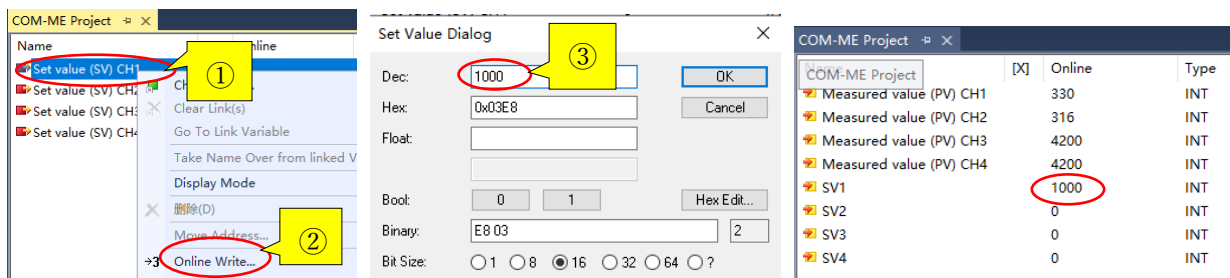 COM-ME Project
Name
nline
Set value (SV) CH1
Set value (SV) CH2
Set value (SV) CH3
Set value (SV) CH4
①
Clear Link(s)
Go To Link Variable
Take Name Over from linked V
Display Mode
删除(D)
Move Address...
Online Write...
→3
②
Set Value Dialog
③
Dec:
1000
OK
Hex:
0x03E8
Cancel
Float:
Bool:
0
1
Hex Edit...
Binary:
E8 03
2
Bit Size:
1
8
16
32
64
?
COM-ME Project
COM-ME Project
[X]
Online
Type
Measured value (PV) CH1
330
INT
Measured value (PV) CH2
316
INT
Measured value (PV) CH3
4200
INT
Measured value (PV) CH4
4200
INT
SV1
1000
INT
SV2
0
INT
SV3
0
INT
SV4
0
INT